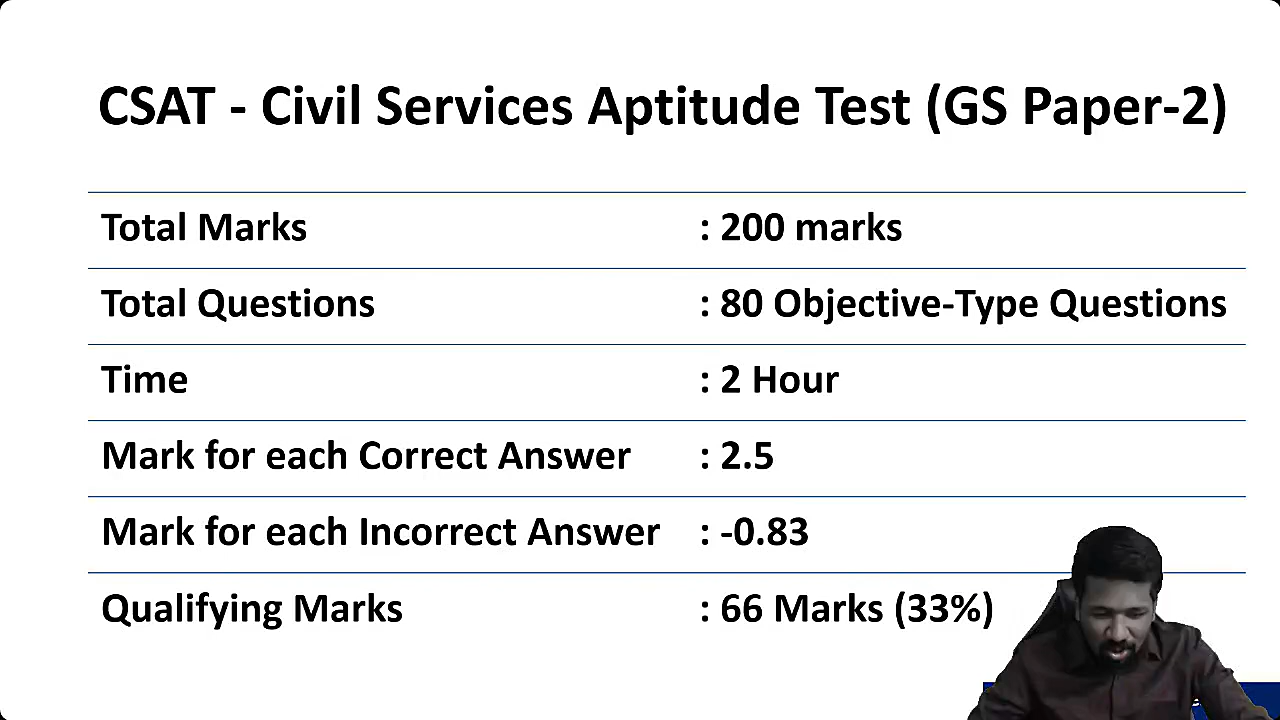 CSAT - Civil Services Aptitude Test (GS Paper-2)
Total Marks : 200 marks
Total Questions : 80 Objective-Type Questions
Time : 2 Hour
Mark for each Correct Answer : 2.5
Mark for each Incorrect Answer : -0.83
Qualifying Marks : 66 Marks (33%)